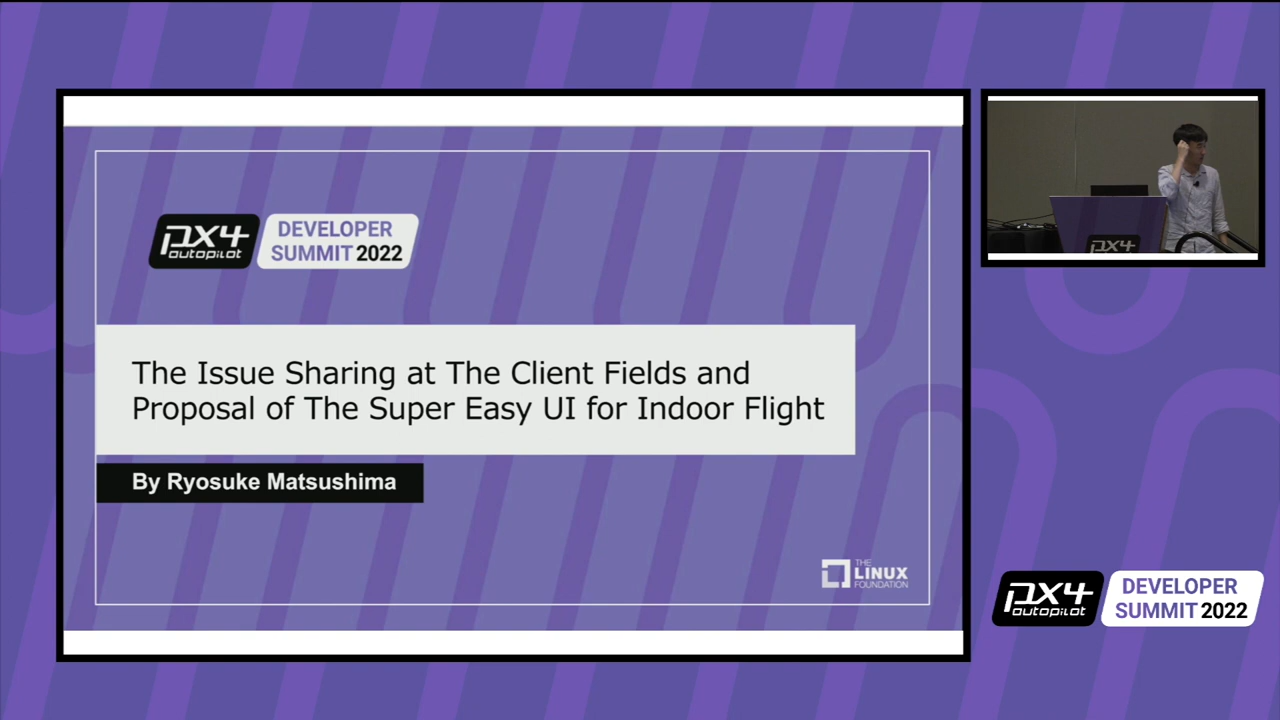 PX4
autopilot
DEVELOPER
SUMMIT 2022
The Issue Sharing at The Client Fields and
Proposal of The Super Easy UI for Indoor Flight
By Ryosuke Matsushima
THE
LINUX
FOUNDATION
PX4
PX4
autopilot
DEVELOPER
SUMMIT 2022